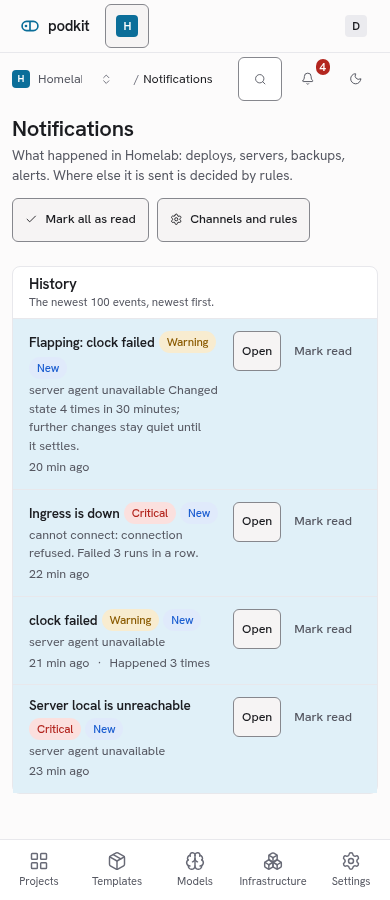 podkit
H
D
H
Homelal
/ Notifications
4
Notifications
What happened in Homelab: deploys, servers, backups,
alerts. Where else it is sent is decided by rules.
Mark all as read
Channels and rules
History
The newest 100 events, newest first.
Flapping: clock failed Warning
New
Open
Mark read
server agent unavailable Changed
state 4 times in 30 minutes;
further changes stay quiet until
it settles.
20 min ago
Ingress is down Critical New
Open
Mark read
cannot connect: connection
refused. Failed 3 runs in a row.
22 min ago
clock failed Warning New
Open
Mark read
server agent unavailable
21 min ago · Happened 3 times
Server local is unreachable
Open
Mark read
Critical New
server agent unavailable
23 min ago
Projects
Templates
Models
Infrastructure
Settings